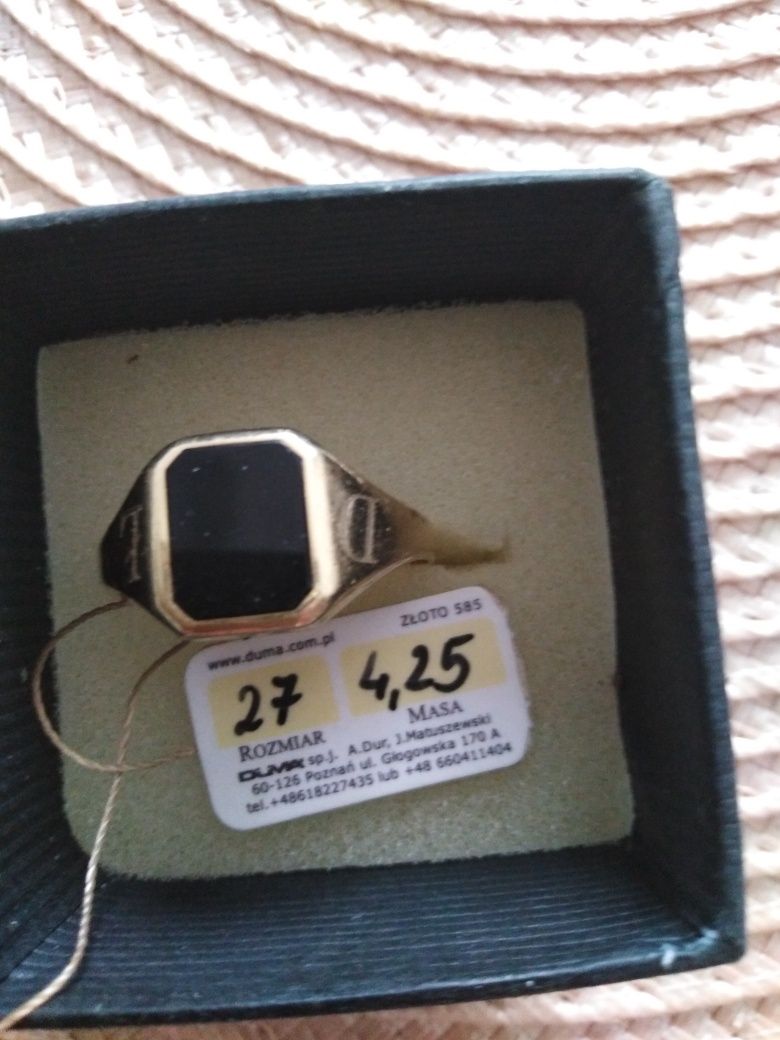 D
www.duma.com.pl ZŁOTO 585
27 4,25
ROZMIAR MASA
DUMA sp.j. A.Dur, J.Matuszewski
60-126 Poznań ul. Głogowska 170 A
tel.+48618227435 lub +48 660411404